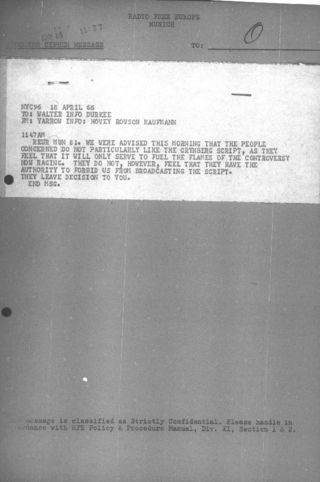 RADIO FREE EUROPE
MUNICH
CIPHER MESSAGE
TO:
NYC96 18 APRIL 66
TO: WALTER INFO DURKEE
FM: YARROW INFO: HOVEY ROWSON KAUFMANN
1147AM
REUR MUN 81. WE WERE ADVISED THIS MORNING THAT THE PEOPLE
CONCERNED DO NOT PARTICULARLY LIKE THE GRYNBERG SCRIPT, AS THEY
FEEL THAT IT WILL ONLY SERVE TO FUEL THE FLAMES OF THE CONTROVERSY
NOW RAGING. THEY DO NOT, HOWEVER, FEEL THAT THEY HAVE THE
AUTHORITY TO FORBID US FROM BROADCASTING THE SCRIPT.
THEY LEAVE DECISION TO YOU.
END MSG.
message is classified as Strictly Confidential. Please handle in
with RFE Policy & Procedure Manual, Div. XI, Section 1 & 2.